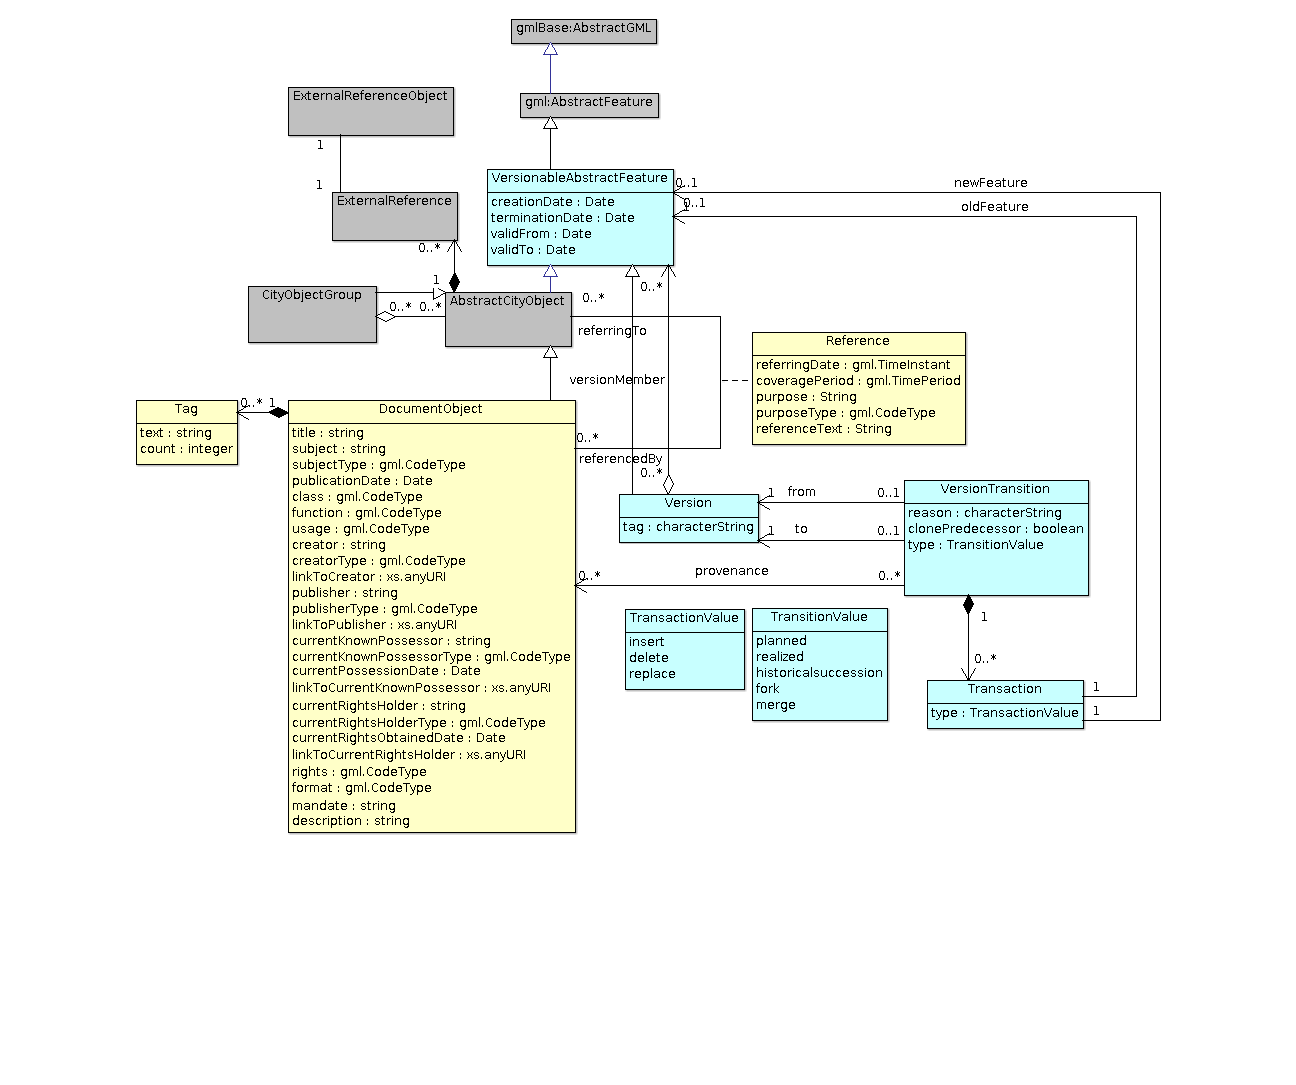 gmlBase:AbstractGML
ExternalReferenceObject
gml:AbstractFeature
1
1
ExternalReference
0..*
VersionableAbstractFeature
creationDate : Date
terminationDate : Date
validFrom : Date
validTo : Date
0..1
newFeature
0..1
oldFeature
1
CityObjectGroup
0..*
0..*
AbstractCityObject
0..*
0..*
referringTo
versionMember
Reference
referringDate : gml.TimeInstant
coveragePeriod : gml.TimePeriod
purpose : String
purposeType : gml.CodeType
referenceText : String
Tag
text : string
count : integer
0..*
1
DocumentObject
title : string
subject : string
subjectType : gml.CodeType
publicationDate : Date
class : gml.CodeType
function : gml.CodeType
usage : gml.CodeType
creator : string
creatorType : gml.CodeType
linkToCreator : xs.anyURI
publisher : string
publisherType : gml.CodeType
linkToPublisher : xs.anyURI
currentKnownPossessor : string
currentKnownPossessorType : gml.CodeType
currentPossessionDate : Date
linkToCurrentKnownPossessor : xs.anyURI
currentRightsHolder : string
currentRightsHolderType : gml.CodeType
currentRightsObtainedDate : Date
linkToCurrentRightsHolder : xs.anyURI
rights : gml.CodeType
format : gml.CodeType
mandate : string
description : string
0..*
referencedBy
0..*
Version
tag : characterString
1
from
0..1
1
to
0..1
VersionTransition
reason : characterString
clonePredecessor : boolean
type : TransitionValue
0..*
provenance
0..*
TransactionValue
insert
delete
replace
TransitionValue
planned
realized
historicalsuccession
fork
merge
1
0..*
Transaction
type : TransactionValue
1
1